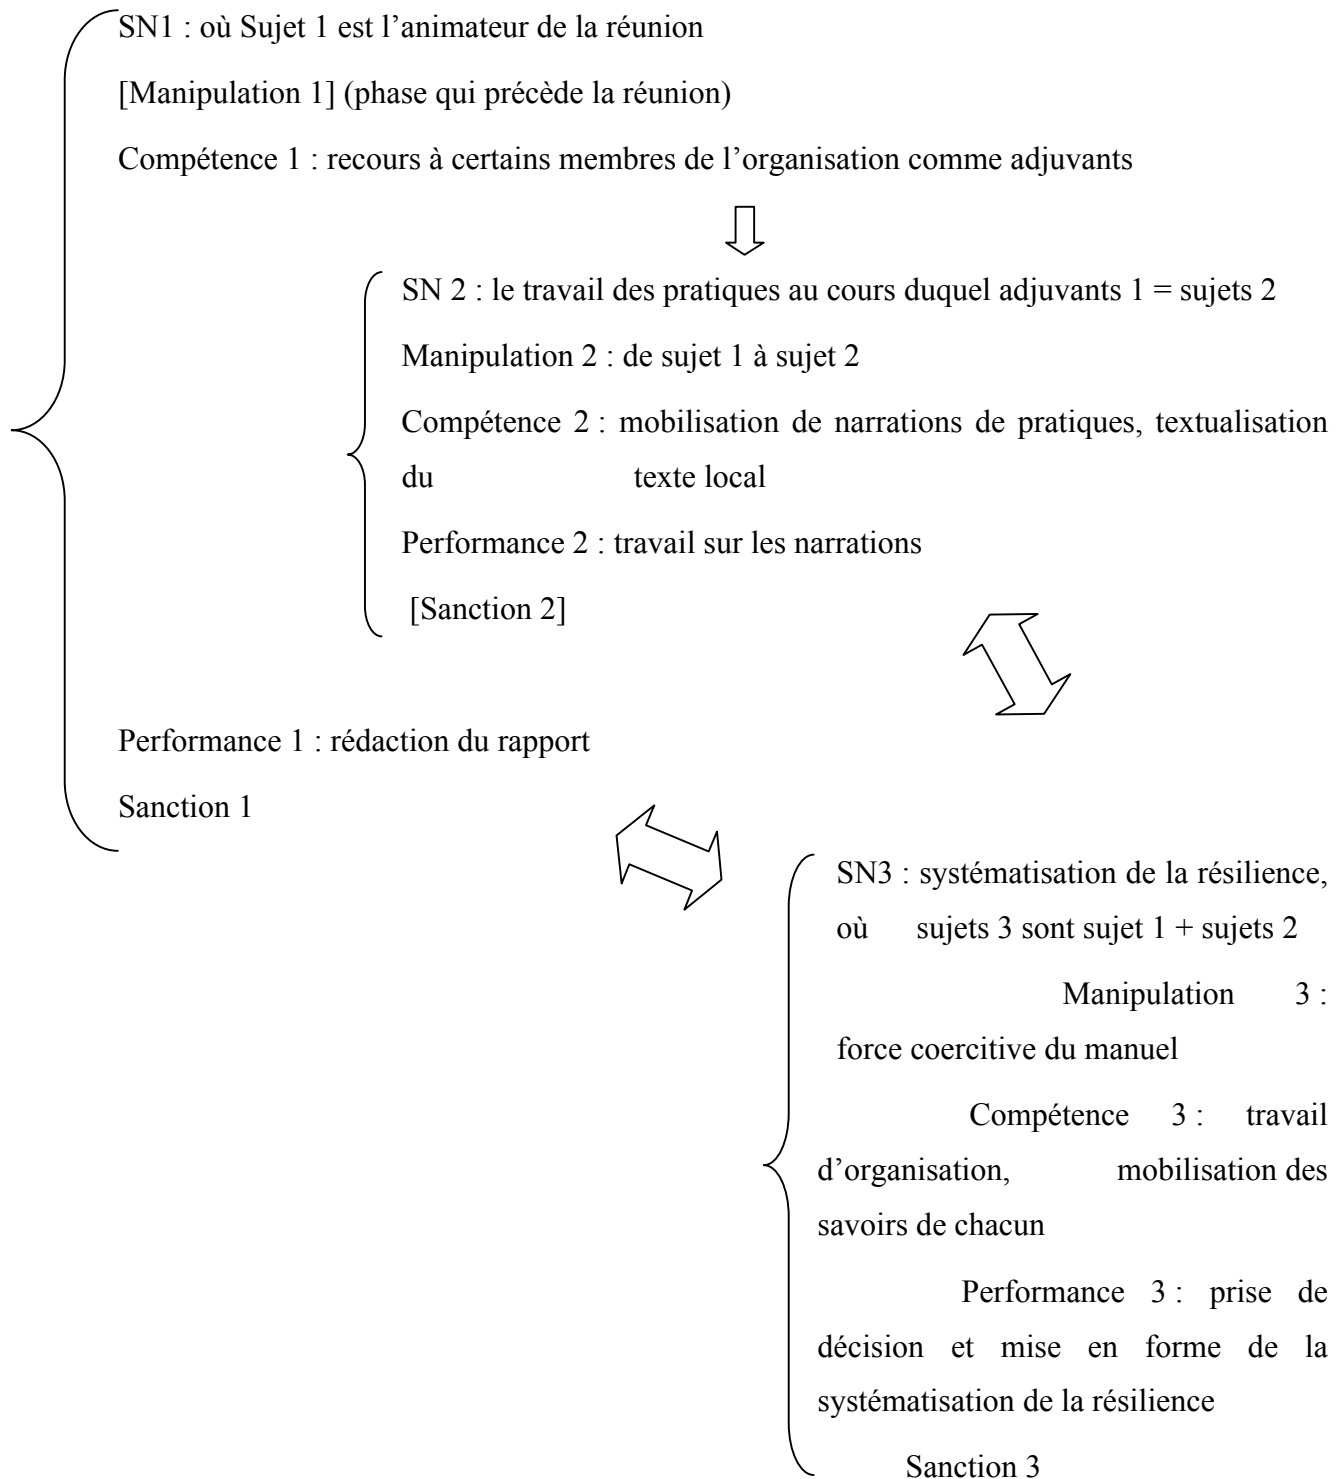 SN1 : où Sujet 1 est l’animateur de la réunion
[Manipulation 1] (phase qui précède la réunion)
Compétence 1 : recours à certains membres de l’organisation comme adjuvants
SN 2 : le travail des pratiques au cours duquel adjuvants 1 = sujets 2
Manipulation 2 : de sujet 1 à sujet 2
Compétence 2 : mobilisation de narrations de pratiques, textualisation
du texte local
Performance 2 : travail sur les narrations
[Sanction 2]
Performance 1 : rédaction du rapport
Sanction 1
SN3 : systématisation de la résilience,
où sujets 3 sont sujet 1 + sujets 2
Manipulation 3 :
force coercitive du manuel
Compétence 3 : travail
d’organisation, mobilisation des
savoirs de chacun
Performance 3 : prise de
décision et mise en forme de la
systématisation de la résilience
Sanction 3